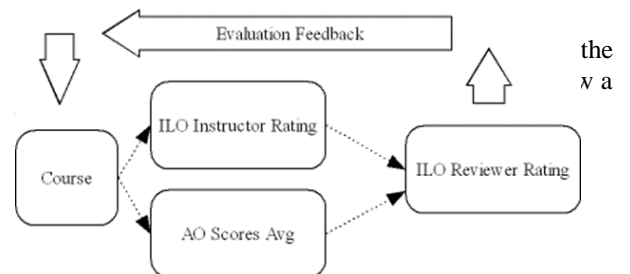 Evaluation Feedback
the
w a
ILO Instructor Rating
Course
ILO Reviewer Rating
AO Scores Avg